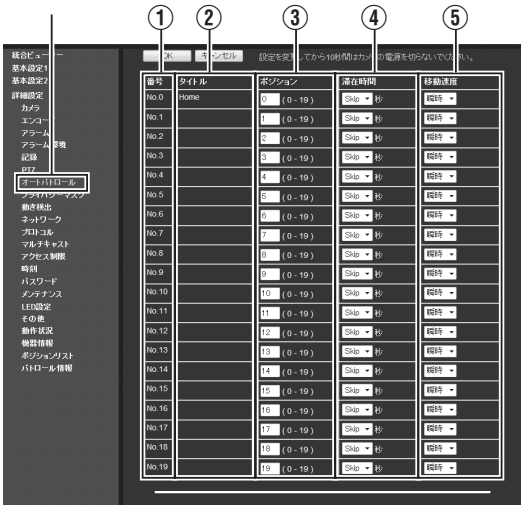 ① ② ③ ④ ⑤
統合ビューワー
基本設定1
基本設定2
詳細設定
カメラ
エンコーダ
アラーム
アラーム環境
記録
PTZ
オートパトロール
プライバシーマスク
動き検出
ネットワーク
プロトコル
マルチキャスト
アクセス制限
時刻
パスワード
メンテナンス
LED設定
その他
動作状況
機器情報
ポジションリスト
パトロール情報
OK キャンセル 設定を変更してから10秒間はカメラの電源を切らないでください。
番号 タイトル ポジション 滞在時間 移動速度
No.0 Home 0 ( 0 - 19 ) Skip 秒 瞬時
No.1 1 ( 0 - 19 ) Skip 秒 瞬時
No.2 2 ( 0 - 19 ) Skip 秒 瞬時
No.3 3 ( 0 - 19 ) Skip 秒 瞬時
No.4 4 ( 0 - 19 ) Skip 秒 瞬時
No.5 5 ( 0 - 19 ) Skip 秒 瞬時
No.6 6 ( 0 - 19 ) Skip 秒 瞬時
No.7 7 ( 0 - 19 ) Skip 秒 瞬時
No.8 8 ( 0 - 19 ) Skip 秒 瞬時
No.9 9 ( 0 - 19 ) Skip 秒 瞬時
No.10 10 ( 0 - 19 ) Skip 秒 瞬時
No.11 11 ( 0 - 19 ) Skip 秒 瞬時
No.12 12 ( 0 - 19 ) Skip 秒 瞬時
No.13 13 ( 0 - 19 ) Skip 秒 瞬時
No.14 14 ( 0 - 19 ) Skip 秒 瞬時
No.15 15 ( 0 - 19 ) Skip 秒 瞬時
No.16 16 ( 0 - 19 ) Skip 秒 瞬時
No.17 17 ( 0 - 19 ) Skip 秒 瞬時
No.18 18 ( 0 - 19 ) Skip 秒 瞬時
No.19 19 ( 0 - 19 ) Skip 秒 瞬時